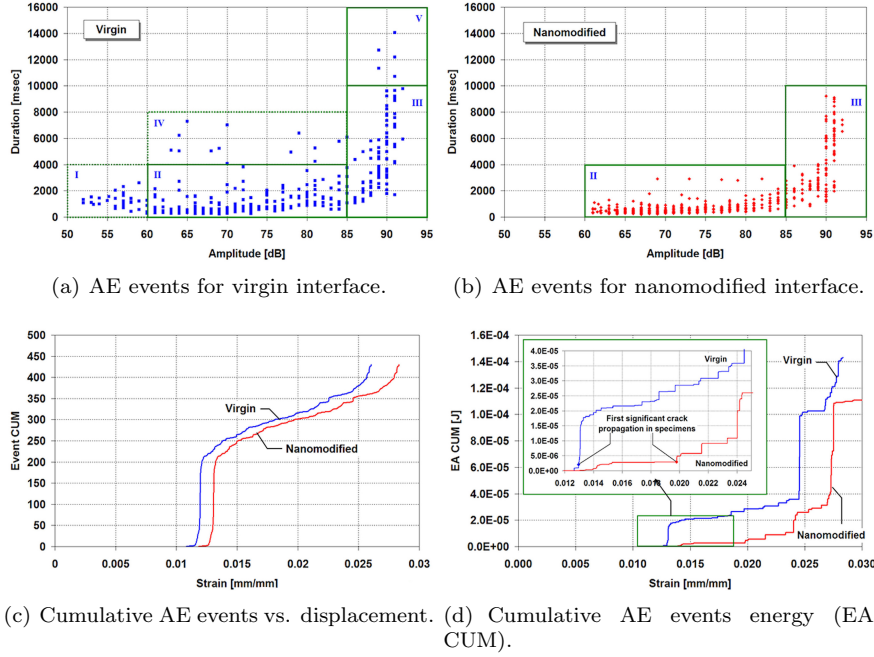 16000
14000
12000
10000
8000
6000
4000
2000
0
Duration [msec]
Virgin
I
II
III
IV
V
50 55 60 65 70 75 80 85 90 95
Amplitude [dB]
(a) AE events for virgin interface.
16000
14000
12000
10000
8000
6000
4000
2000
0
Duration [msec]
Nanomodified
II
III
50 55 60 65 70 75 80 85 90 95
Amplitude [dB]
(b) AE events for nanomodified interface.
500
450
400
350
300
250
200
150
100
50
0
Event CUM
Virgin
Nanomodified
0 0.005 0.01 0.015 0.02 0.025 0.03
Strain [mm/mm]
(c) Cumulative AE events vs. displacement.
1.6E-04
1.4E-04
1.2E-04
1.0E-04
8.0E-05
6.0E-05
4.0E-05
2.0E-05
0.0E+00
EA CUM [J]
4.0E-05
3.5E-05
3.0E-05
2.5E-05
2.0E-05
1.5E-05
1.0E-05
5.0E-06
0.0E+00
Virgin
First significant crack
propagation in specimens
Nanomodified
0.012 0.014 0.016 0.018 0.020 0.022 0.024
Virgin
Nanomodified
0.000 0.005 0.010 0.015 0.020 0.025 0.030
Strain [mm/mm]
(d) Cumulative AE events energy (EA
CUM).